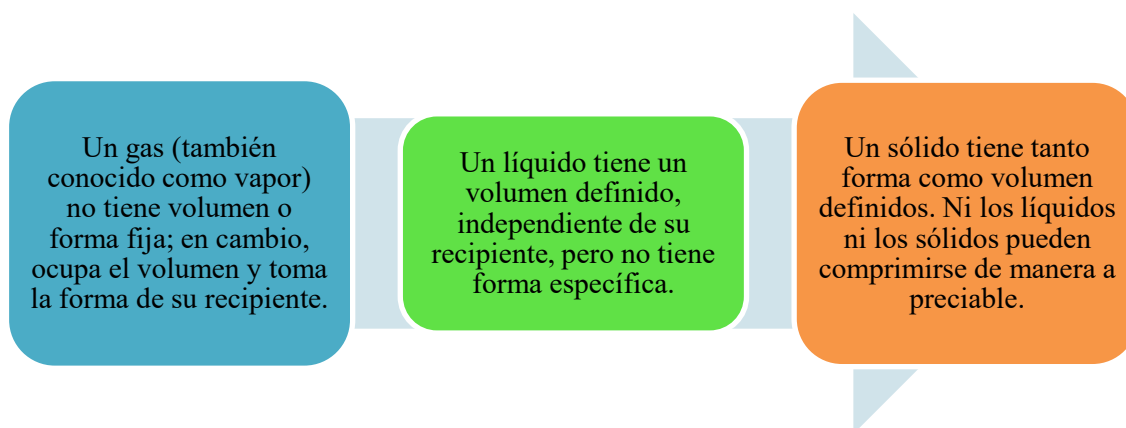 Un gas (también
conocido como vapor)
no tiene volumen o
forma fija; en cambio,
ocupa el volumen y toma
la forma de su recipiente.
Un líquido tiene un
volumen definido,
independiente de su
recipiente, pero no tiene
forma específica.
Un sólido tiene tanto
forma como volumen
definidos. Ni los líquidos
ni los sólidos pueden
comprimirse de manera a
preciable.